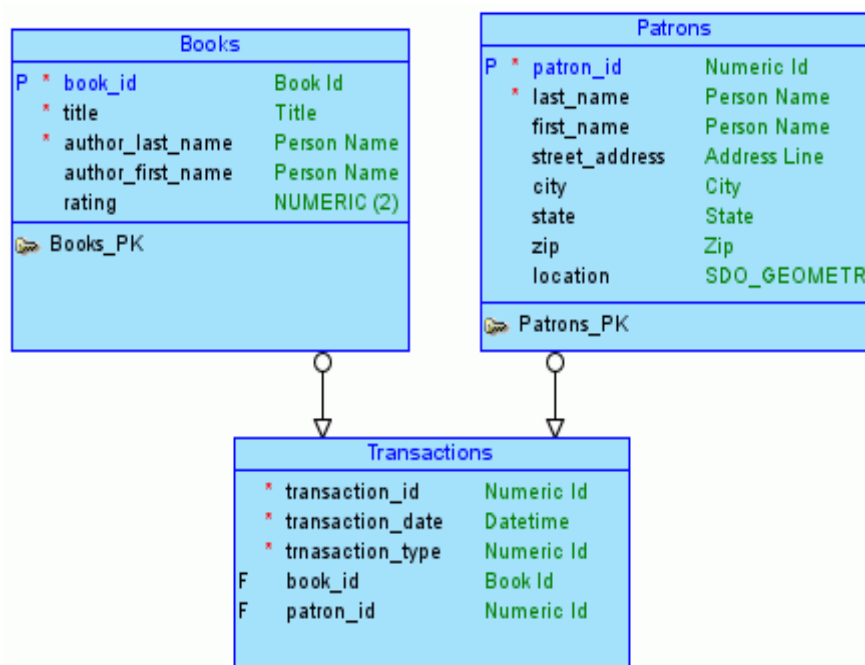 Books
P * book_id Book Id
* title Title
* author_last_name Person Name
author_first_name Person Name
rating NUMERIC (2)
Books_PK
Patrons
P * patron_id Numeric Id
* last_name Person Name
first_name Person Name
street_address Address Line
city City
state State
zip Zip
location SDO_GEOMETR
Patrons_PK
Transactions
* transaction_id Numeric Id
* transaction_date Datetime
* trnasaction_type Numeric Id
F book_id Book Id
F patron_id Numeric Id